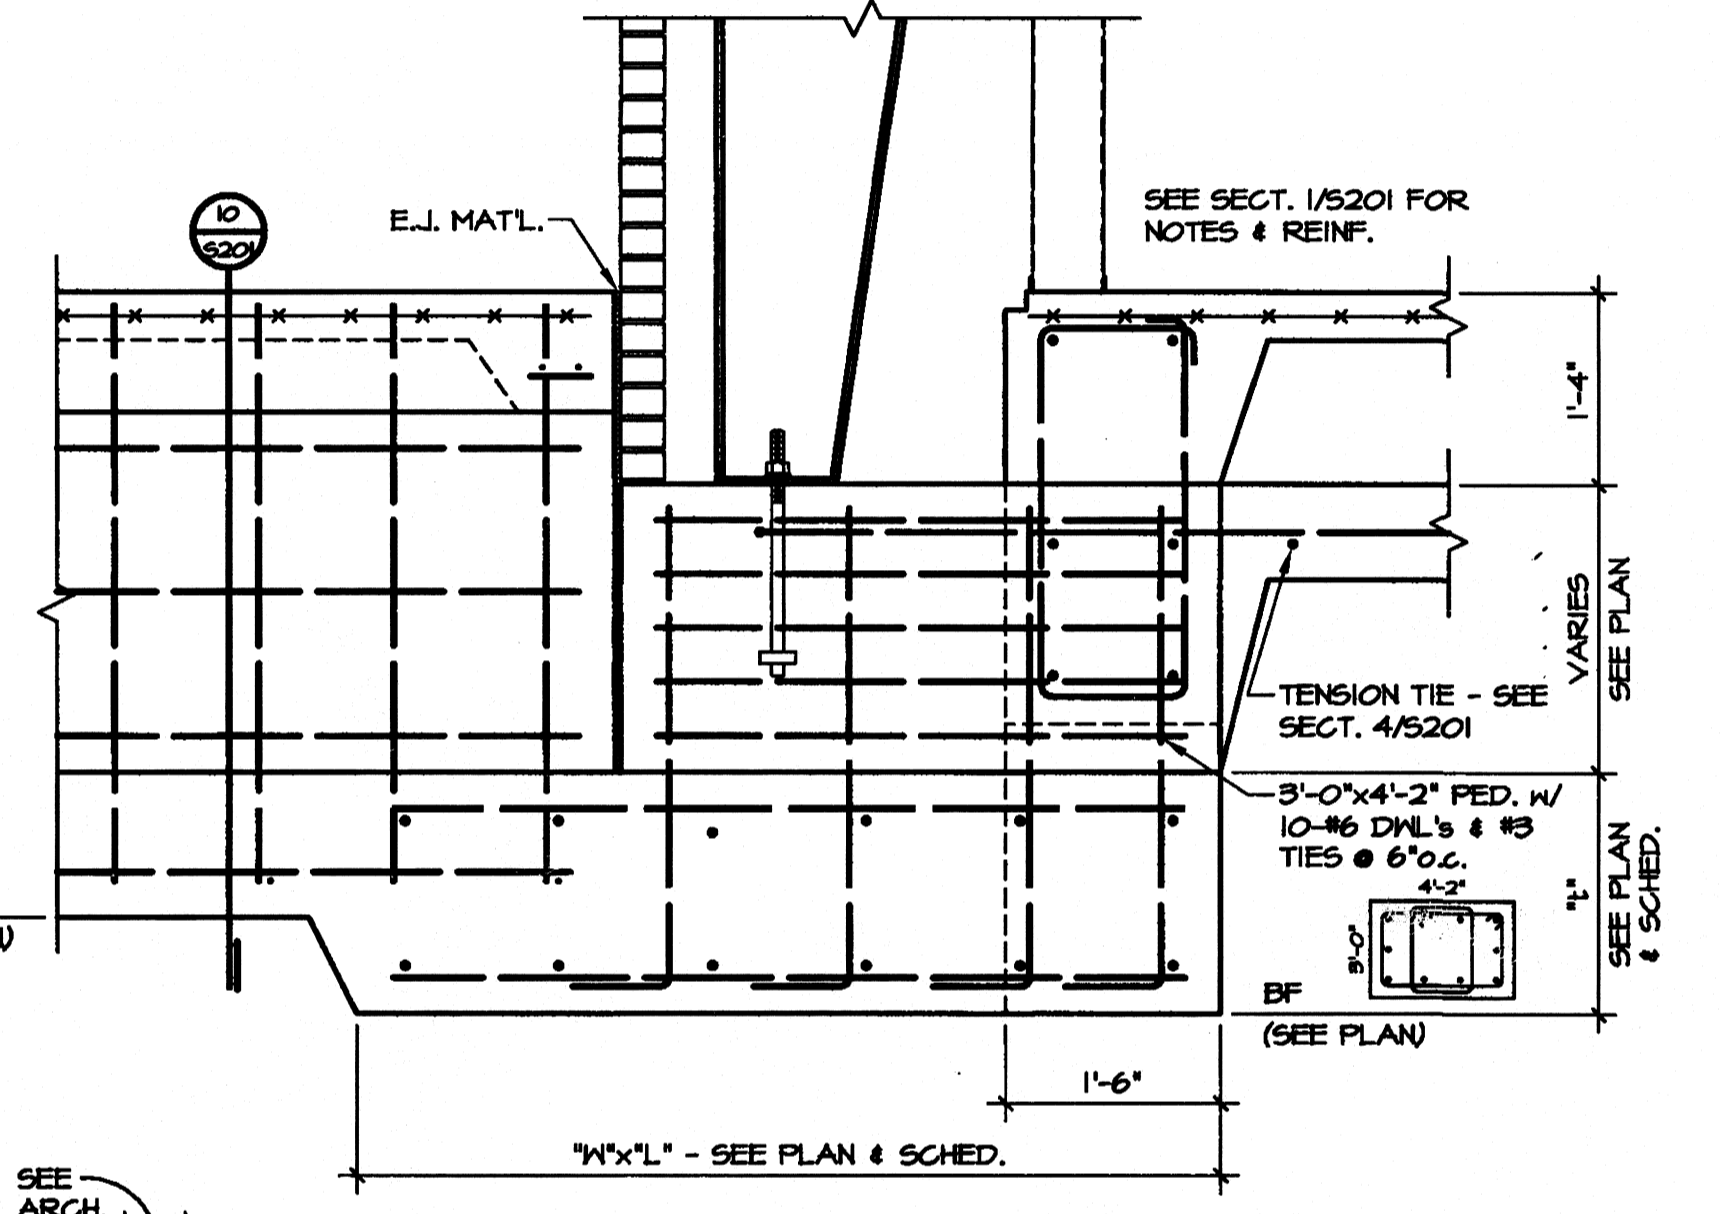 10
S201
E.J. MAT'L.
SEE SECT. 1/S201 FOR
NOTES & REINF.
1'-4"
VARIES
SEE PLAN
TENSION TIE - SEE
SECT. 4/S201
3'-0"x4'-2" PED. W/
10-#6 DWL's & #3
TIES @ 6"o.c.
4'-2"
3'-0"
"t"
SEE PLAN
& SCHED.
BF
(SEE PLAN)
1'-6"
"W"x"L" - SEE PLAN & SCHED.
SEE
ARCH